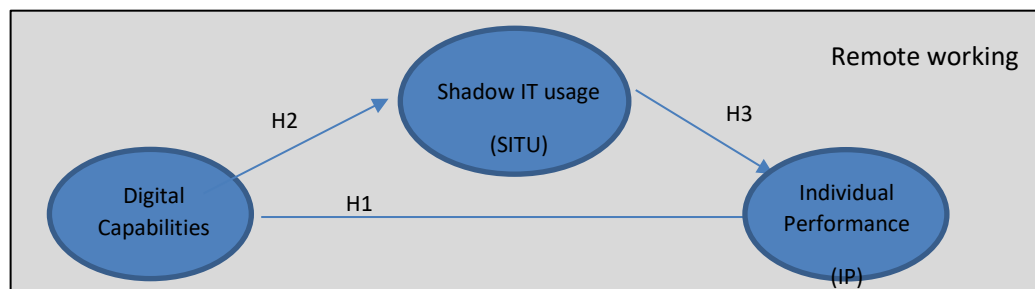 Remote working
Shadow IT usage
(SITU)
H2
H3
Digital
Capabilities
H1
Individual
Performance
(IP)